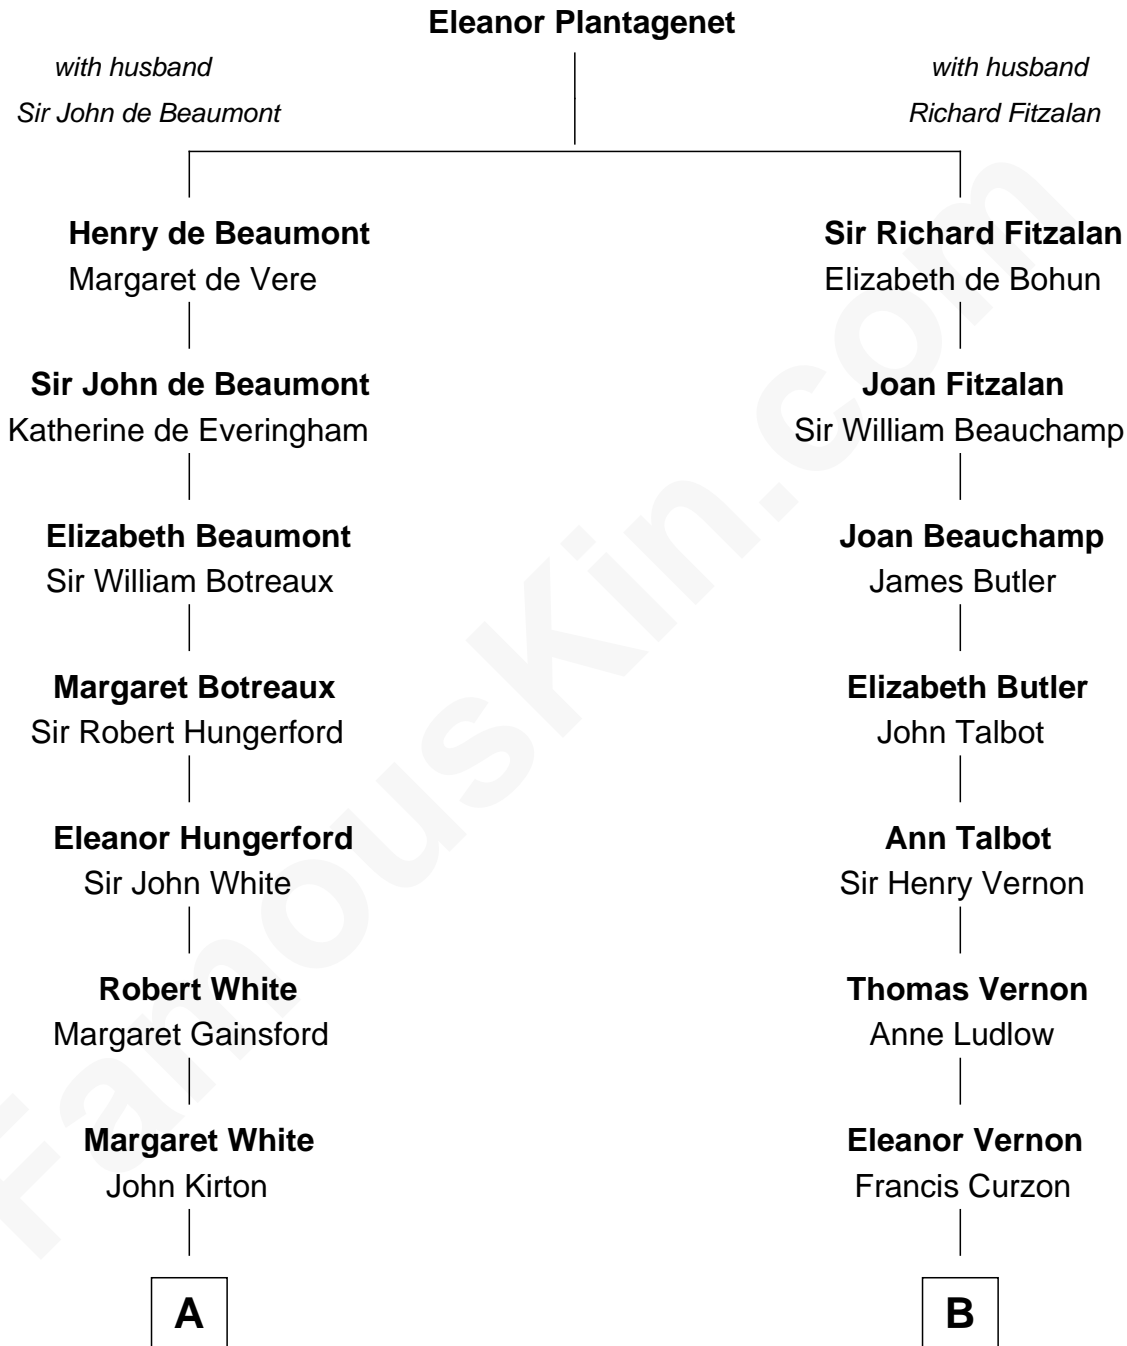 Eleanor Plantagenet
with husband
Sir John de Beaumont
with husband
Richard Fitzalan
Henry de Beaumont
Margaret de Vere
Sir Richard Fitzalan
Elizabeth de Bohun
Sir John de Beaumont
Katherine de Everingham
Joan Fitzalan
Sir William Beauchamp
Elizabeth Beaumont
Sir William Botreaux
Joan Beauchamp
James Butler
Margaret Botreaux
Sir Robert Hungerford
Elizabeth Butler
John Talbot
Eleanor Hungerford
Sir John White
Ann Talbot
Sir Henry Vernon
Robert White
Margaret Gainsford
Thomas Vernon
Anne Ludlow
Margaret White
John Kirton
Eleanor Vernon
Francis Curzon
A
B
FamousKin.com